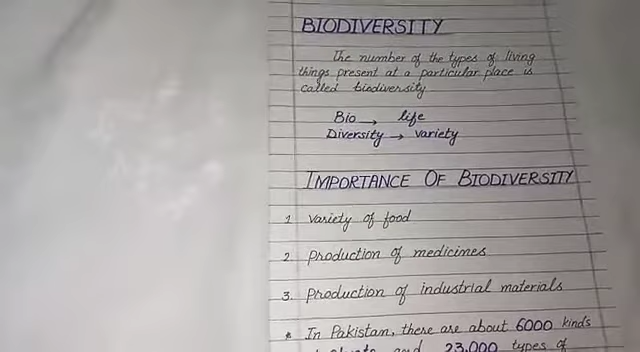 BIODIVERSITY
The number of the types of living
things present at a particular place is
called biodiversity
Bio → life
Diversity → variety
IMPORTANCE OF BIODIVERSITY
1 variety of food
2. Production of medicines
3. Production of industrial materials
* In Pakistan, there are about 6000 kinds
and 23,000 types of